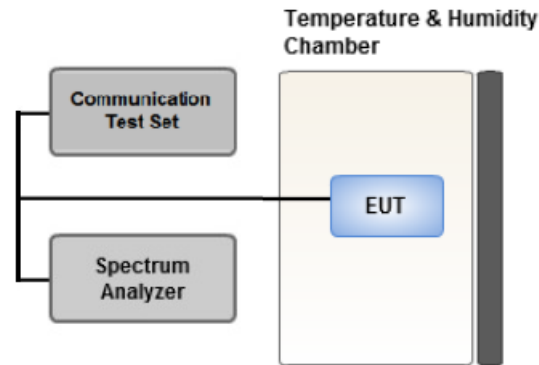 Temperature & Humidity
Chamber
Communication
Test Set
EUT
Spectrum
Analyzer